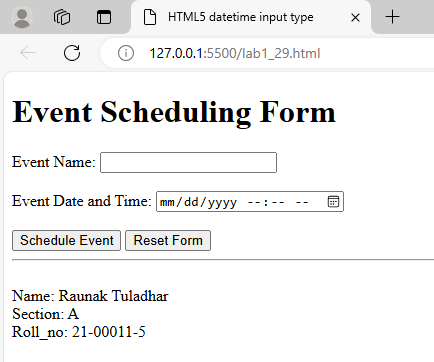 HTML5 datetime input type
127.0.0.1:5500/lab1_29.html
Event Scheduling Form
Event Name:
Event Date and Time: mm/dd/yyyy --:-- --
Schedule Event Reset Form
Name: Raunak Tuladhar
Section: A
Roll_no: 21-00011-5